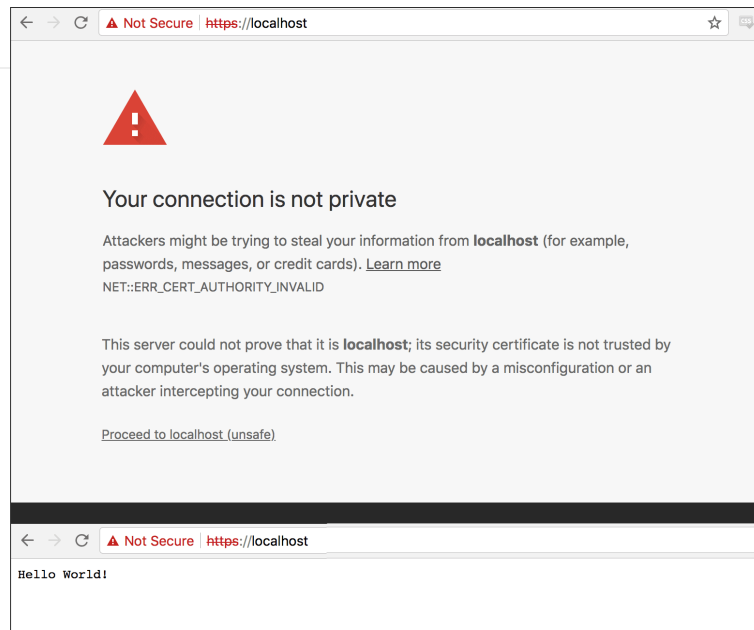 Not Secure https://localhost
Your connection is not private
Attackers might be trying to steal your information from localhost (for example,
passwords, messages, or credit cards). Learn more
NET::ERR_CERT_AUTHORITY_INVALID
This server could not prove that it is localhost; its security certificate is not trusted by
your computer's operating system. This may be caused by a misconfiguration or an
attacker intercepting your connection.
Proceed to localhost (unsafe)
Not Secure https://localhost
Hello World!